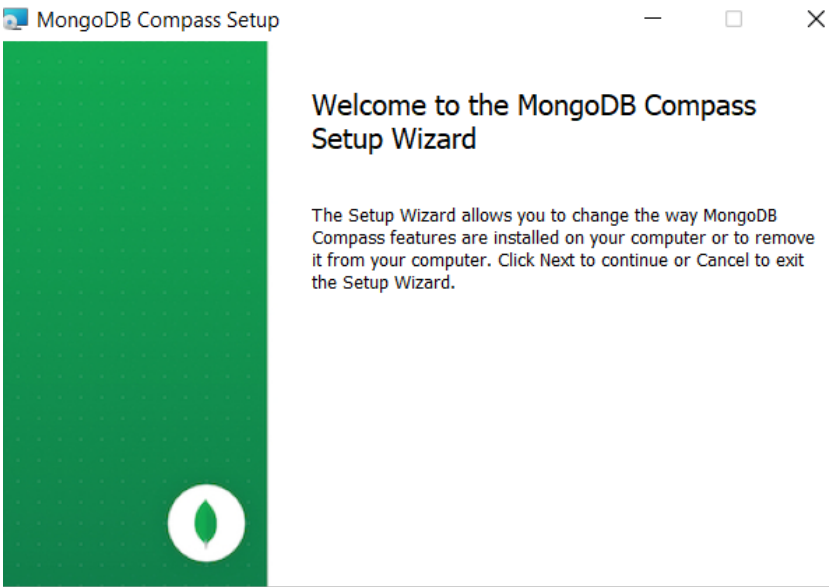 MongoDB Compass Setup
Welcome to the MongoDB Compass
Setup Wizard
The Setup Wizard allows you to change the way MongoDB
Compass features are installed on your computer or to remove
it from your computer. Click Next to continue or Cancel to exit
the Setup Wizard.